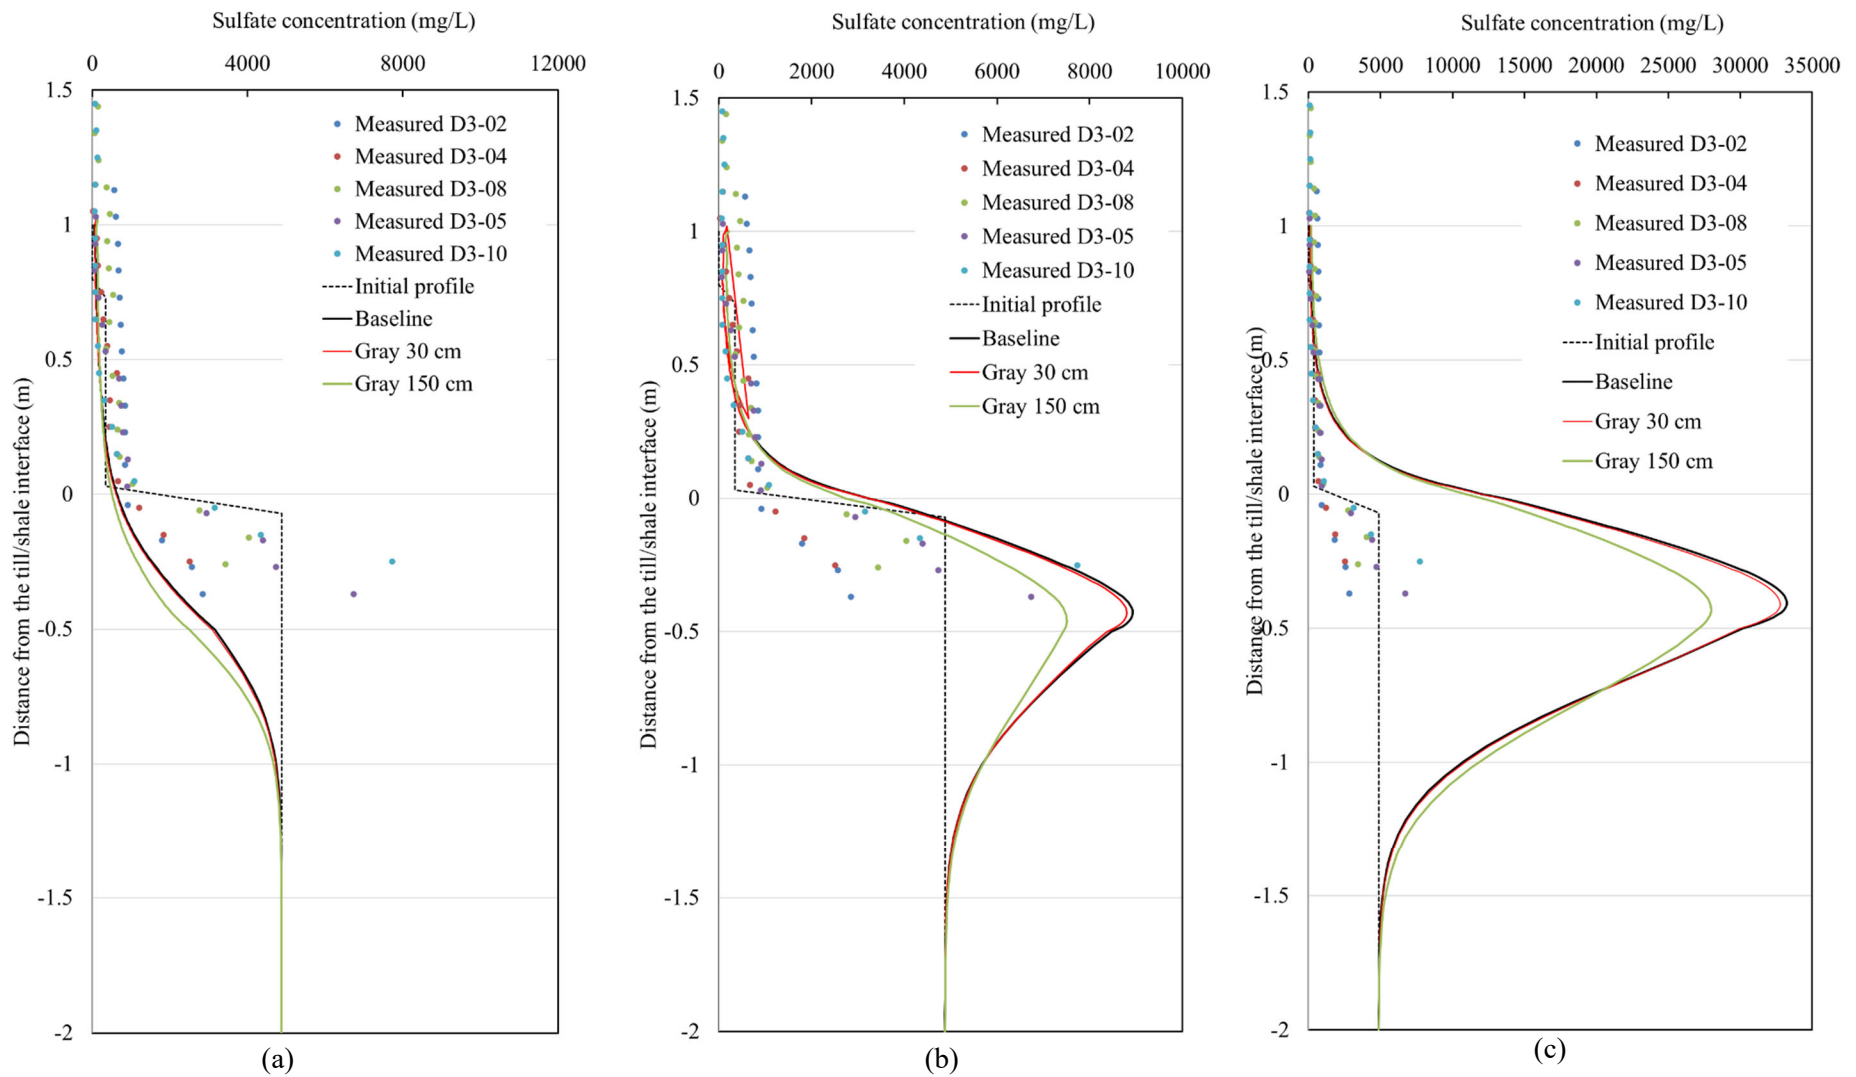 Sulfate concentration (mg/L)
0 4000 8000 12000
1.5
1
0.5
0
-0.5
-1
-1.5
-2
Distance from the till/shale interface (m)
Measured D3-02
Measured D3-04
Measured D3-08
Measured D3-05
Measured D3-10
Initial profile
Baseline
Gray 30 cm
Gray 150 cm
(a)
Sulfate concentration (mg/L)
0 2000 4000 6000 8000 10000
1.5
1
0.5
0
-0.5
-1
-1.5
-2
Distance from the till/shale interface (m)
Measured D3-02
Measured D3-04
Measured D3-08
Measured D3-05
Measured D3-10
Initial profile
Baseline
Gray 30 cm
Gray 150 cm
(b)
Sulfate concentration (mg/L)
0 5000 10000 15000 20000 25000 30000 35000
1.5
1
0.5
0
-0.5
-1
-1.5
-2
Distance from the till/shale interface (m)
Measured D3-02
Measured D3-04
Measured D3-08
Measured D3-05
Measured D3-10
Initial profile
Baseline
Gray 30 cm
Gray 150 cm
(c)